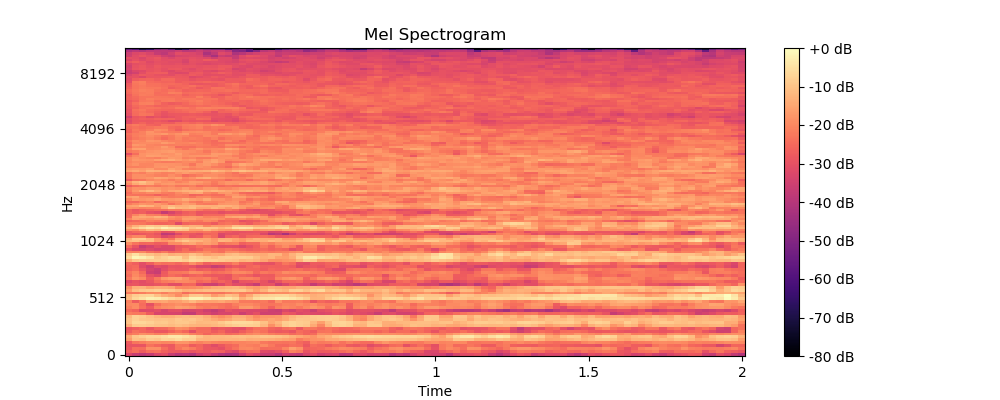 Mel Spectrogram
Hz
8192
4096
2048
1024
512
0
0
0.5
1
1.5
2
Time
+0 dB
-10 dB
-20 dB
-30 dB
-40 dB
-50 dB
-60 dB
-70 dB
-80 dB